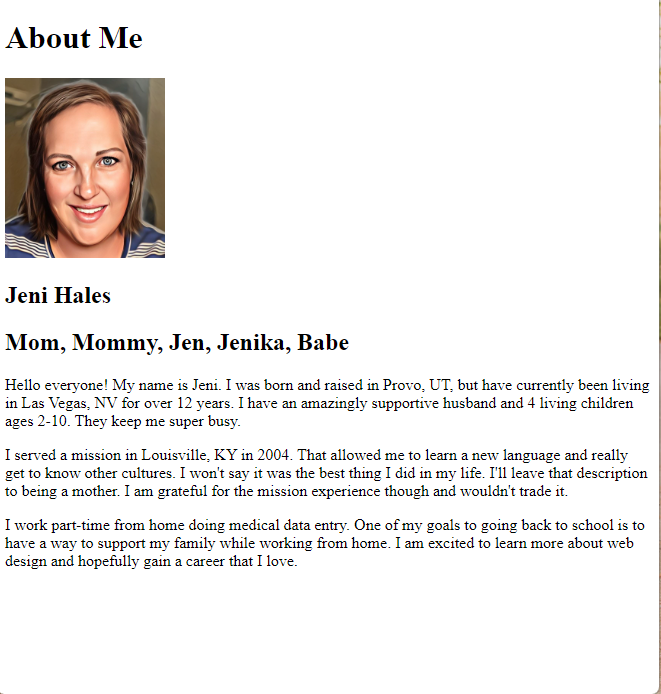 About Me
Jeni Hales
Mom, Mommy, Jen, Jenika, Babe
Hello everyone! My name is Jeni. I was born and raised in Provo, UT, but have currently been living
in Las Vegas, NV for over 12 years. I have an amazingly supportive husband and 4 living children
ages 2-10. They keep me super busy.
I served a mission in Louisville, KY in 2004. That allowed me to learn a new language and really
get to know other cultures. I won't say it was the best thing I did in my life. I'll leave that description
to being a mother. I am grateful for the mission experience though and wouldn't trade it.
I work part-time from home doing medical data entry. One of my goals to going back to school is to
have a way to support my family while working from home. I am excited to learn more about web
design and hopefully gain a career that I love.